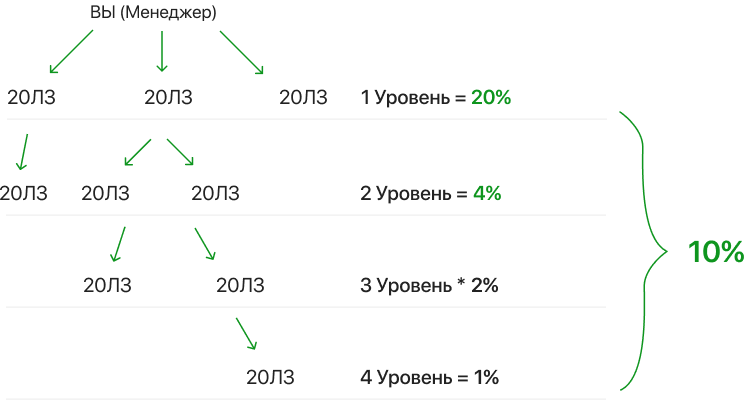 ВЫ (Менеджер)
20ЛЗ 20ЛЗ 20ЛЗ 1 Уровень = 20%
20ЛЗ 20ЛЗ 20ЛЗ 2 Уровень = 4%
10%
20ЛЗ 20ЛЗ 3 Уровень * 2%
20ЛЗ 4 Уровень = 1%